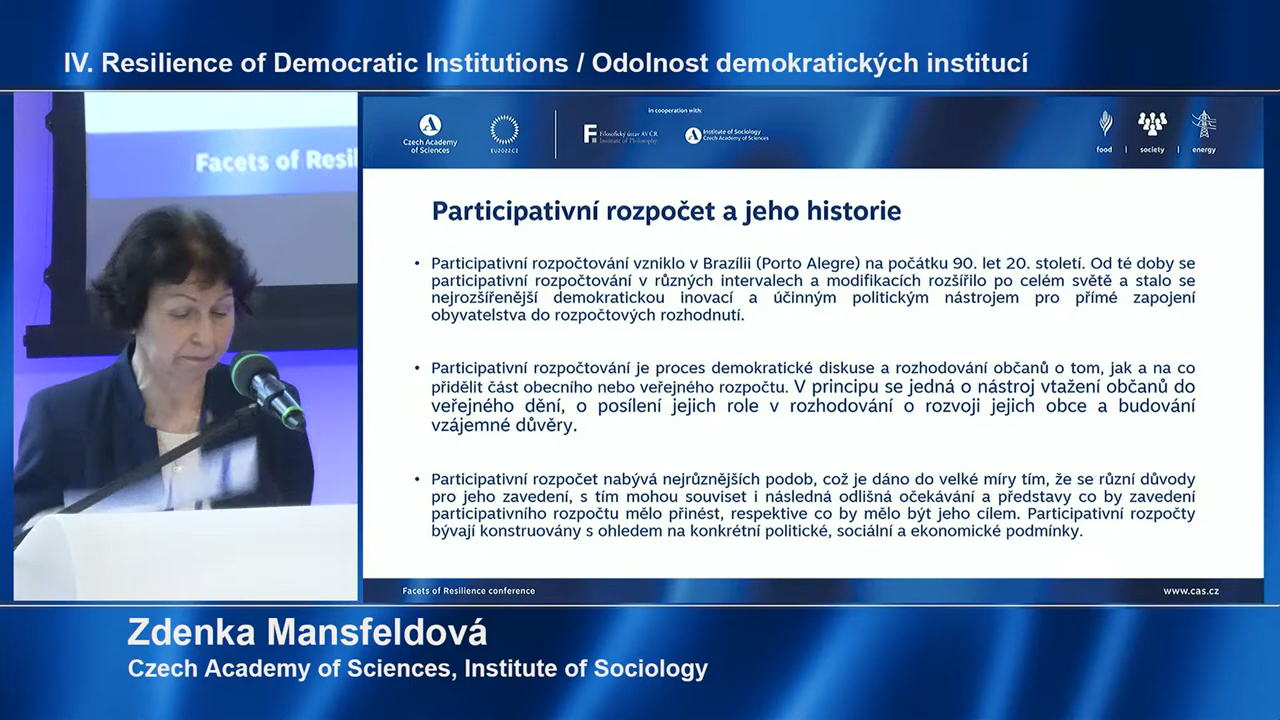 IV. Resilience of Democratic Institutions / Odolnost demokratických institucí
Facets of Resil
Czech Academy
of Sciences
EU2022.CZ
In cooperation with:
Filosofický ústav AV ČR
Institute of Philosophy
Institute of Sociology
Czech Academy of Sciences
food | society | energy
Participativní rozpočet a jeho historie
• Participativní rozpočtování vzniklo v Brazílii (Porto Alegre) na počátku 90. let 20. století. Od té doby se
participativní rozpočtování v různých intervalech a modifikacích rozšířilo po celém světě a stalo se
nejrozšířenější demokratickou inovací a účinným politickým nástrojem pro přímé zapojení
obyvatelstva do rozpočtových rozhodnutí.
• Participativní rozpočtování je proces demokratické diskuse a rozhodování občanů o tom, jak a na co
přidělit část obecního nebo veřejného rozpočtu. V principu se jedná o nástroj vtažení občanů do
veřejného dění, o posílení jejich role v rozhodování o rozvoji jejich obce a budování
vzájemné důvěry.
• Participativní rozpočet nabývá nejrůznějších podob, což je dáno do velké míry tím, že se různí důvody
pro jeho zavedení, s tím mohou souviset i následná odlišná očekávání a představy co by zavedení
participativního rozpočtu mělo přinést, respektive co by mělo být jeho cílem. Participativní rozpočty
bývají konstruovány s ohledem na konkrétní politické, sociální a ekonomické podmínky.
Facets of Resilience conference
www.cas.cz
Zdenka Mansfeldová
Czech Academy of Sciences, Institute of Sociology